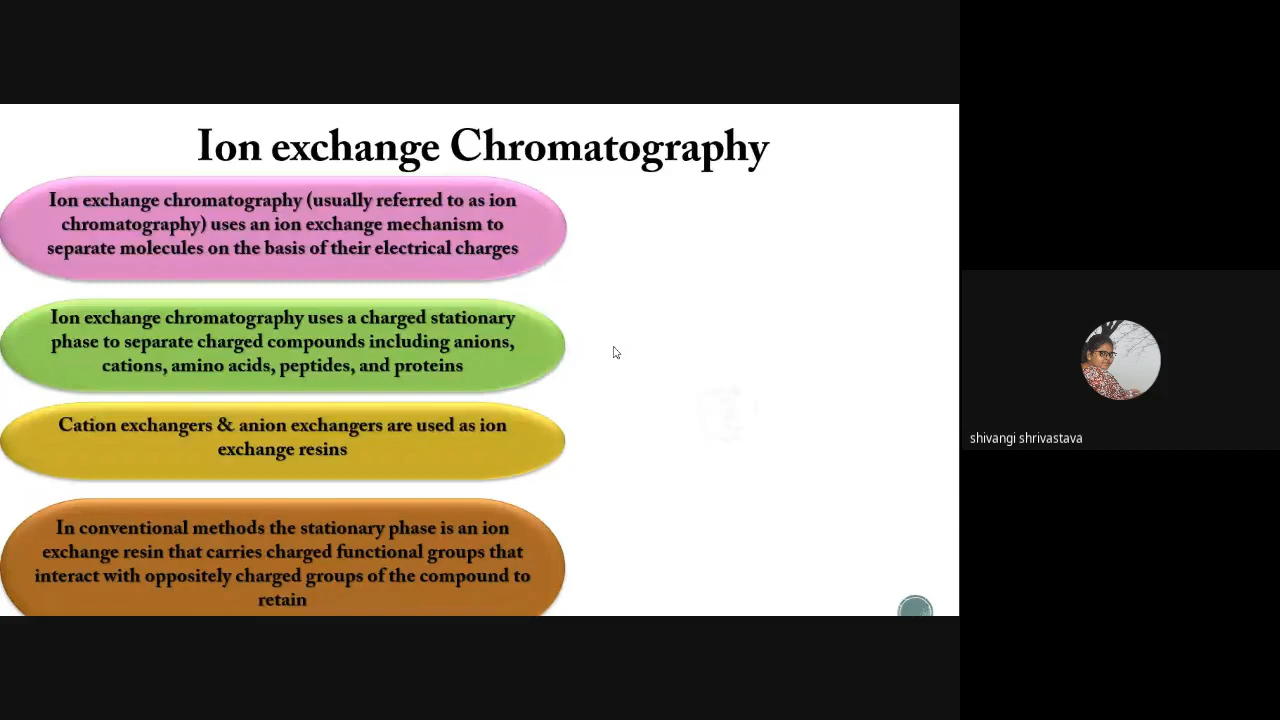 Ion exchange Chromatography
Ion exchange chromatography (usually referred to as ion
chromatography) uses an ion exchange mechanism to
separate molecules on the basis of their electrical charges
Ion exchange chromatography uses a charged stationary
phase to separate charged compounds including anions,
cations, amino acids, peptides, and proteins
Cation exchangers & anion exchangers are used as ion
exchange resins
In conventional methods the stationary phase is an ion
exchange resin that carries charged functional groups that
interact with oppositely charged groups of the compound to
retain
shivangi shrivastava